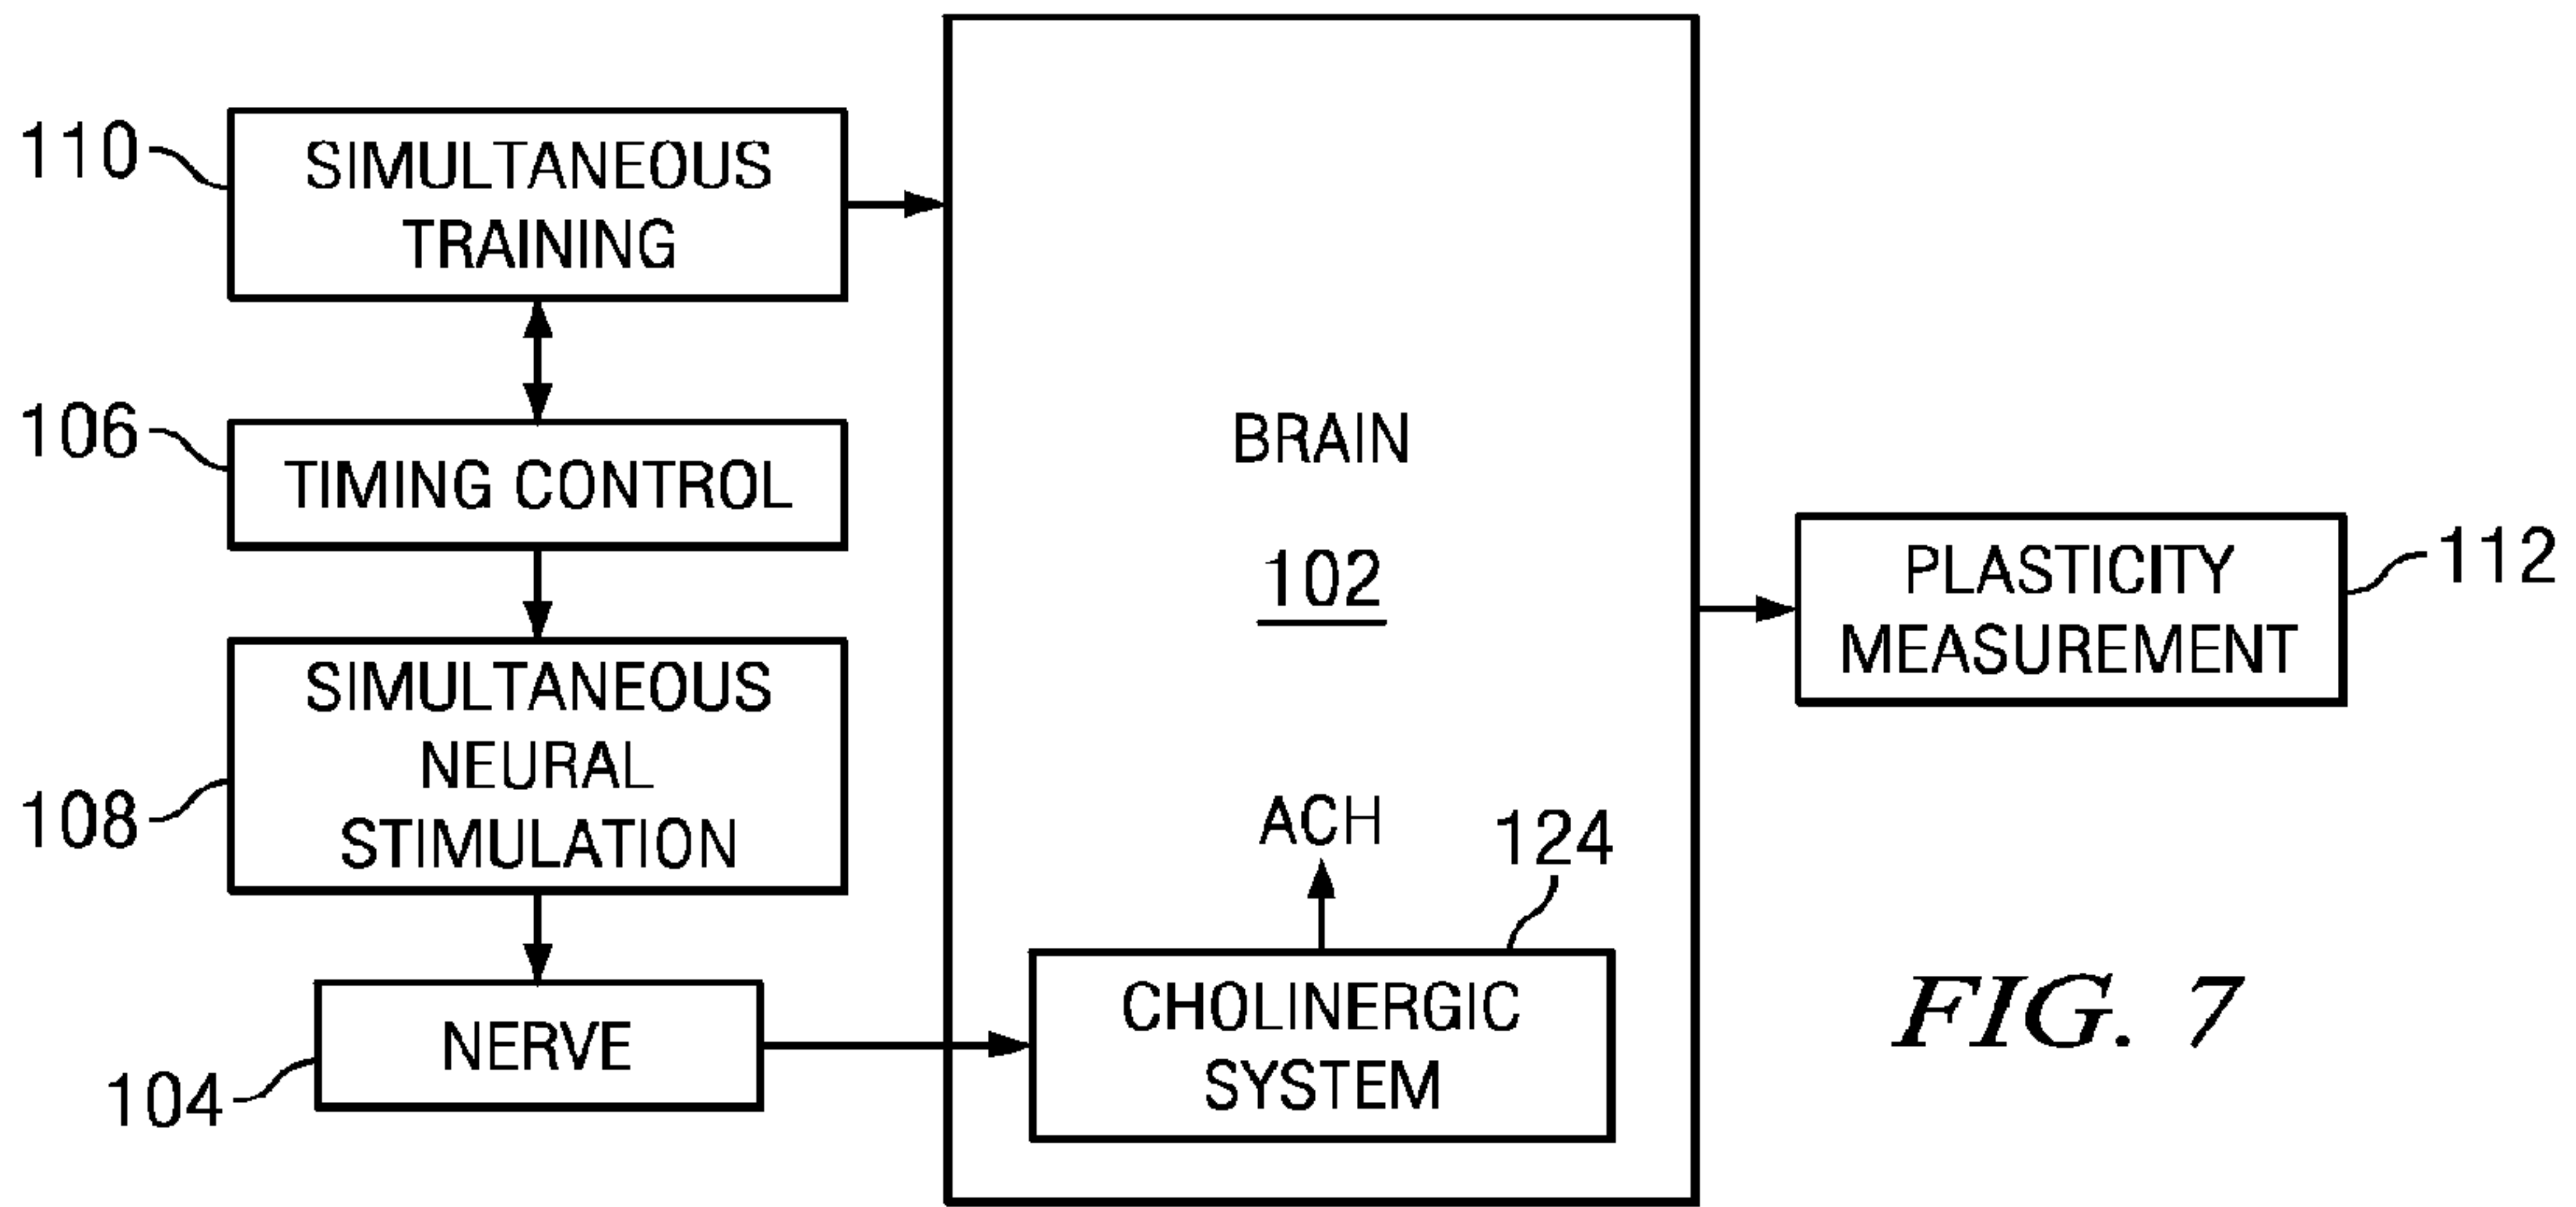 110
SIMULTANEOUS
TRAINING
106
TIMING CONTROL
108
SIMULTANEOUS
NEURAL
STIMULATION
104
NERVE
BRAIN
102
ACH
124
CHOLINERGIC
SYSTEM
PLASTICITY
MEASUREMENT
112
FIG. 7